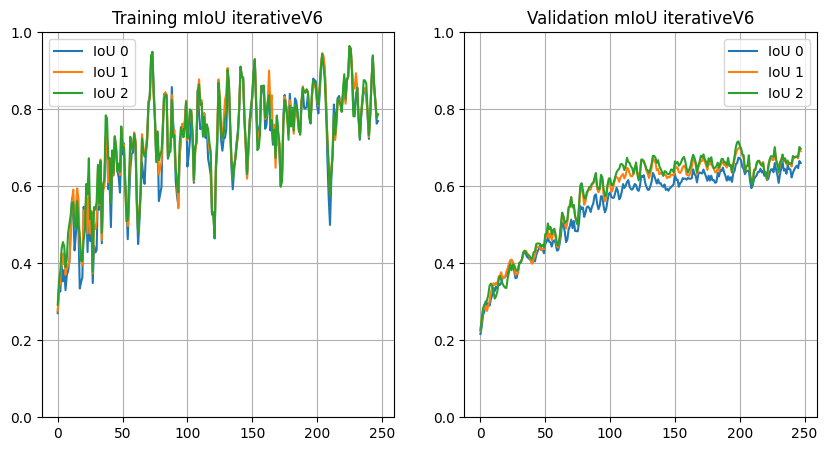 Training mIoU iterativeV6
IoU 0
IoU 1
IoU 2
1.0
0.8
0.6
0.4
0.2
0.0
0 50 100 150 200 250
Validation mIoU iterativeV6
IoU 0
IoU 1
IoU 2
1.0
0.8
0.6
0.4
0.2
0.0
0 50 100 150 200 250